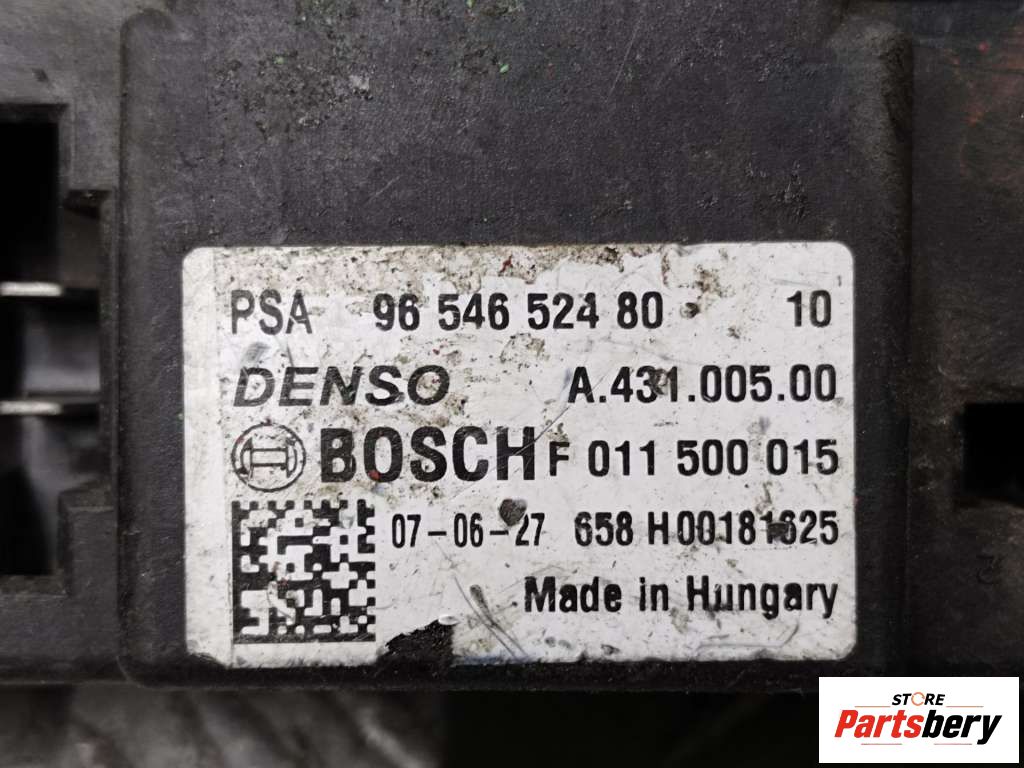 PSA 96 546 524 80 10
DENSO A.431.005.00
BOSCH F 011 500 015
07-06-27 658 H00181625
Made in Hungary
STORE
Partsbery